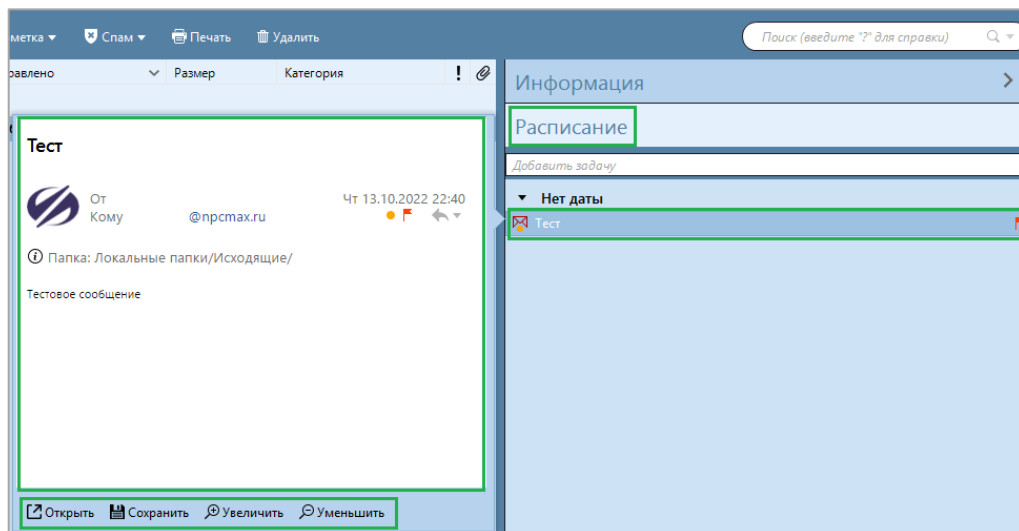 метка Спам Печать Удалить Поиск (введите "?" для справки)
Размер Категория !
Информация
Расписание
Добавить задачу
Нет даты
Тест
Тест
От Чт 13.10.2022 22:40
Кому @npcmax.ru
Папка: Локальные папки/Исходящие/
Тестовое сообщение
Открыть Сохранить Увеличить Уменьшить